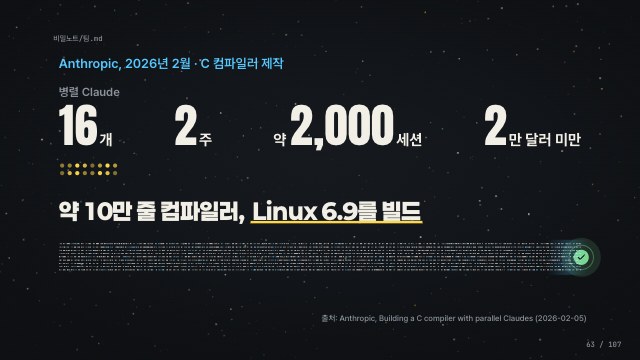 비밀노트/팀.md
Anthropic, 2026년 2월 · C 컴파일러 제작
병렬 Claude
16개 2주 약 2,000세션 2만 달러 미만
약 10만 줄 컴파일러, Linux 6.9를 빌드
출처: Anthropic, Building a C compiler with parallel Claudes (2026-02-05)
63 / 107